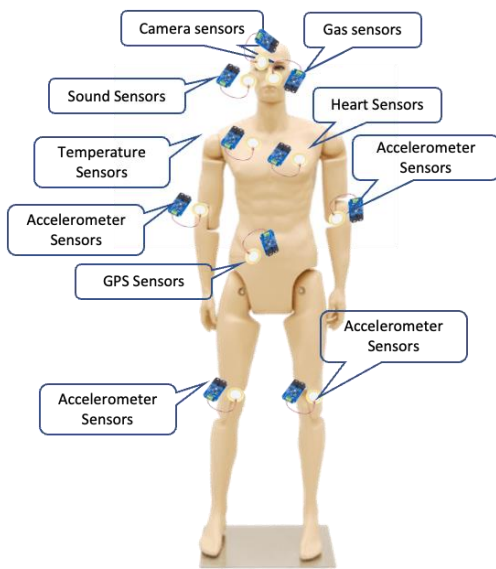 Camera sensors
Gas sensors
Sound Sensors
Heart Sensors
Temperature
Sensors
Accelerometer
Sensors
Accelerometer
Sensors
GPS Sensors
Accelerometer
Sensors
Accelerometer
Sensors